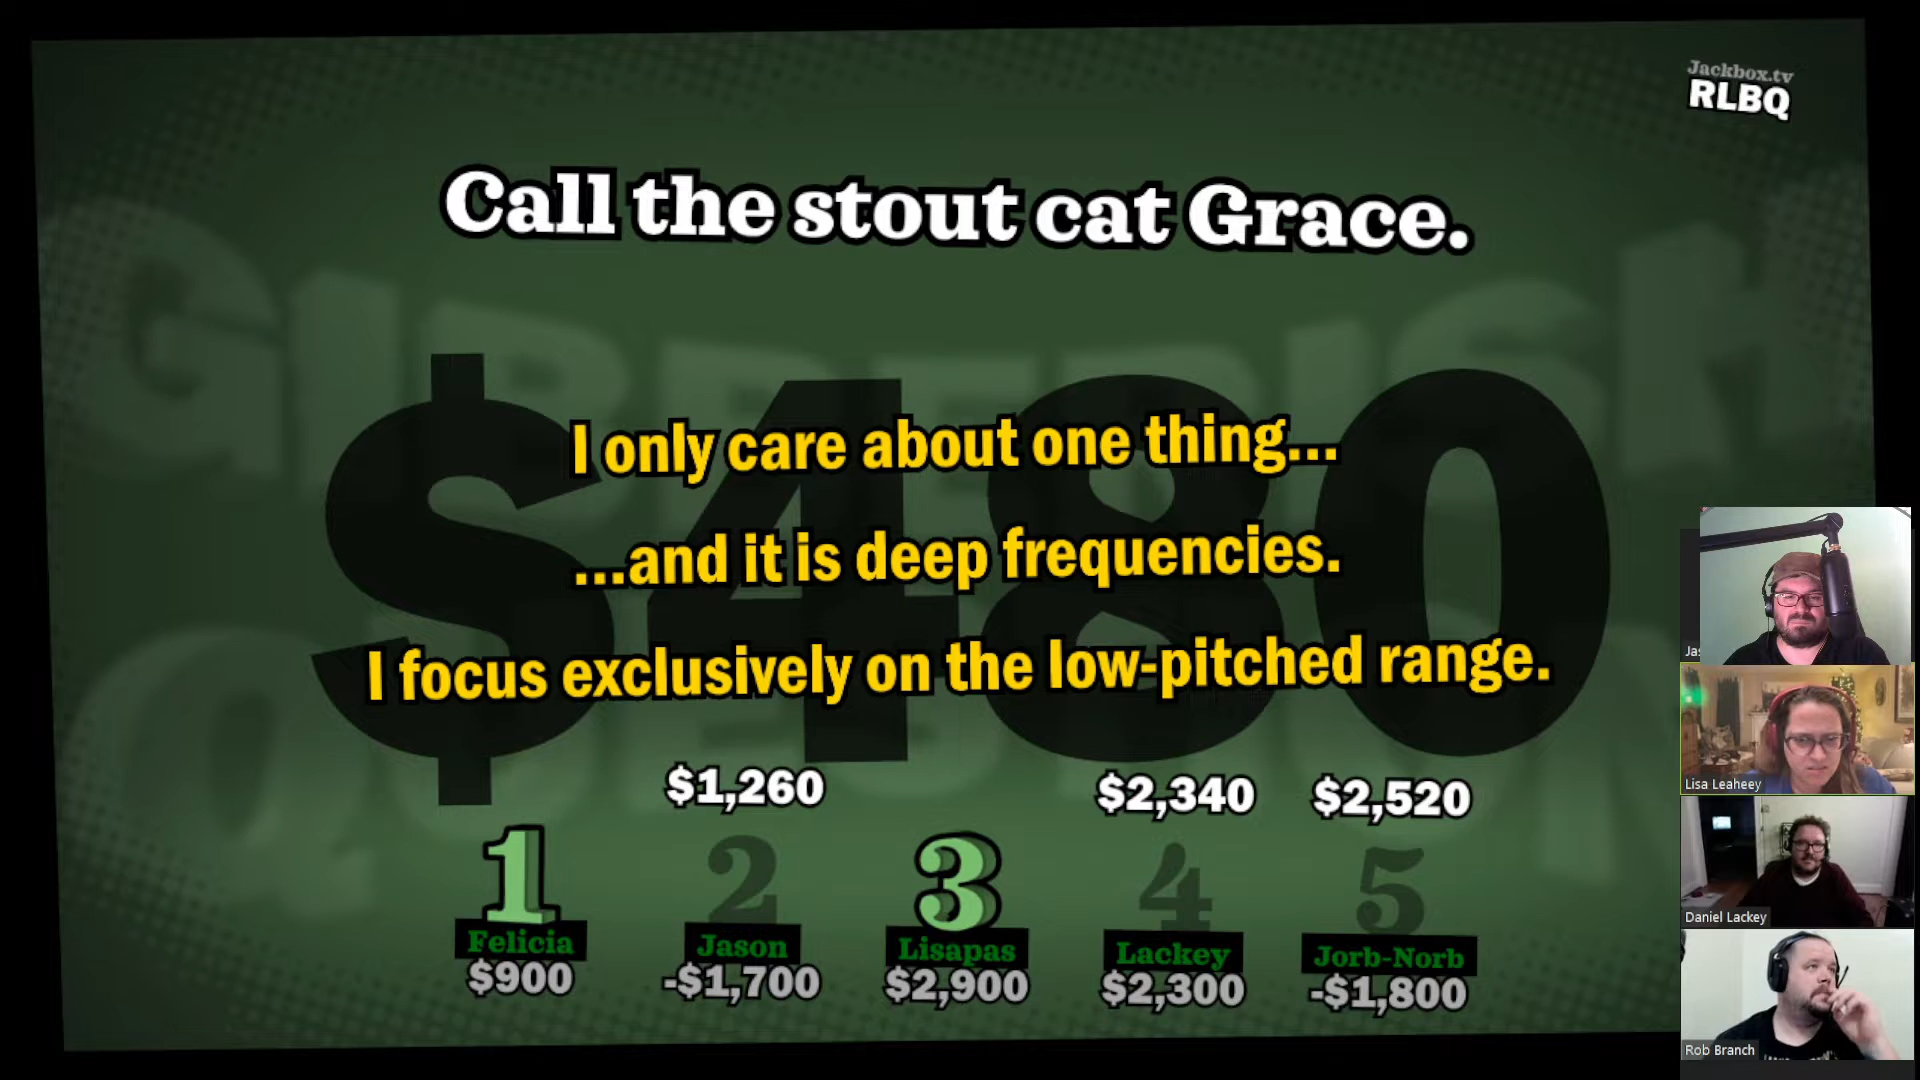 Jackbox.tv
RLBQ
Call the stout cat Grace.
GIBBERISH
QUESTION
$480
I only care about one thing...
...and it is deep frequencies.
I focus exclusively on the low-pitched range.
$1,260
$2,340
$2,520
1
2
3
4
5
Felicia
Jason
Lisapas
Lackey
Jorb-Norb
$900
-$1,700
$2,900
$2,300
-$1,800
Lisa Leaheey
Daniel Lackey
Rob Branch